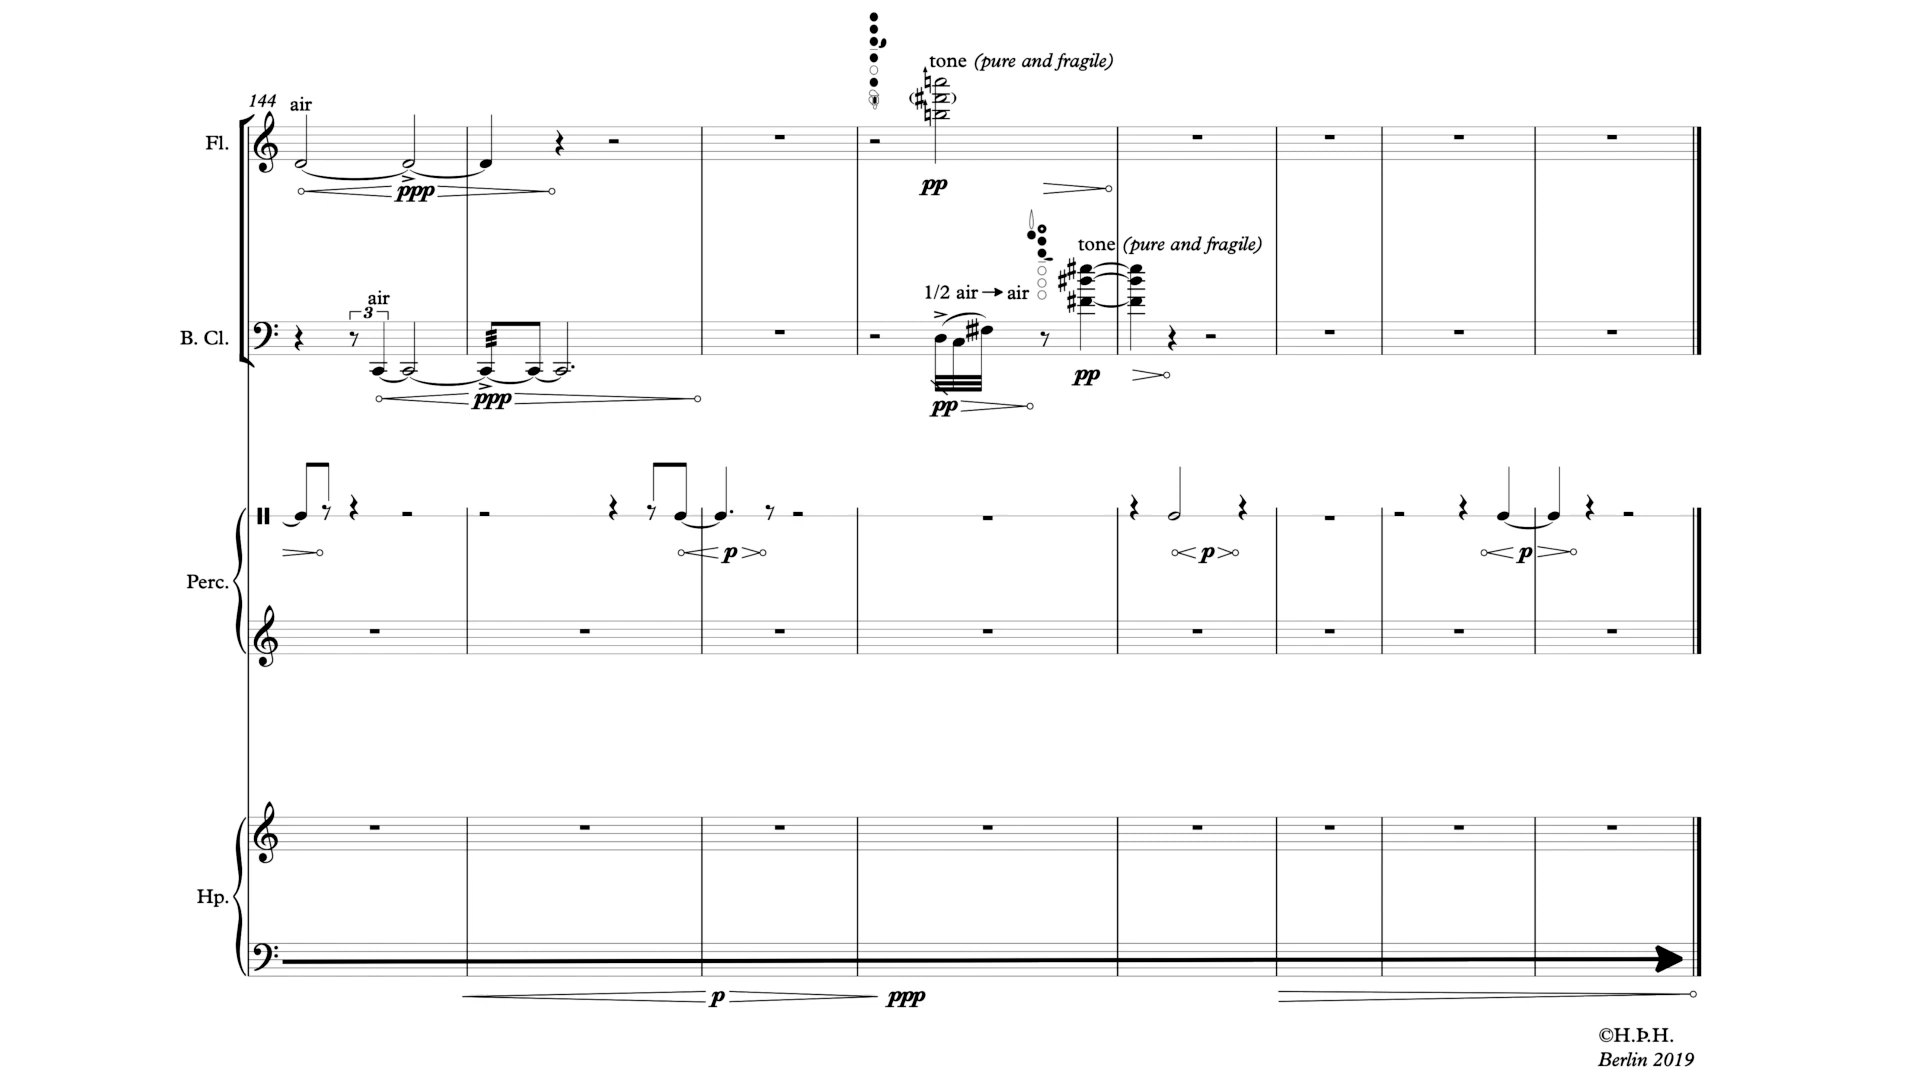 144 air
Fl.
ppp
tone (pure and fragile)
pp
tone (pure and fragile)
1/2 air→air
air
3
B. Cl.
ppp
pp
pp
Perc.
p
p
p
Hp.
p
ppp
©H.Þ.H.
Berlin 2019